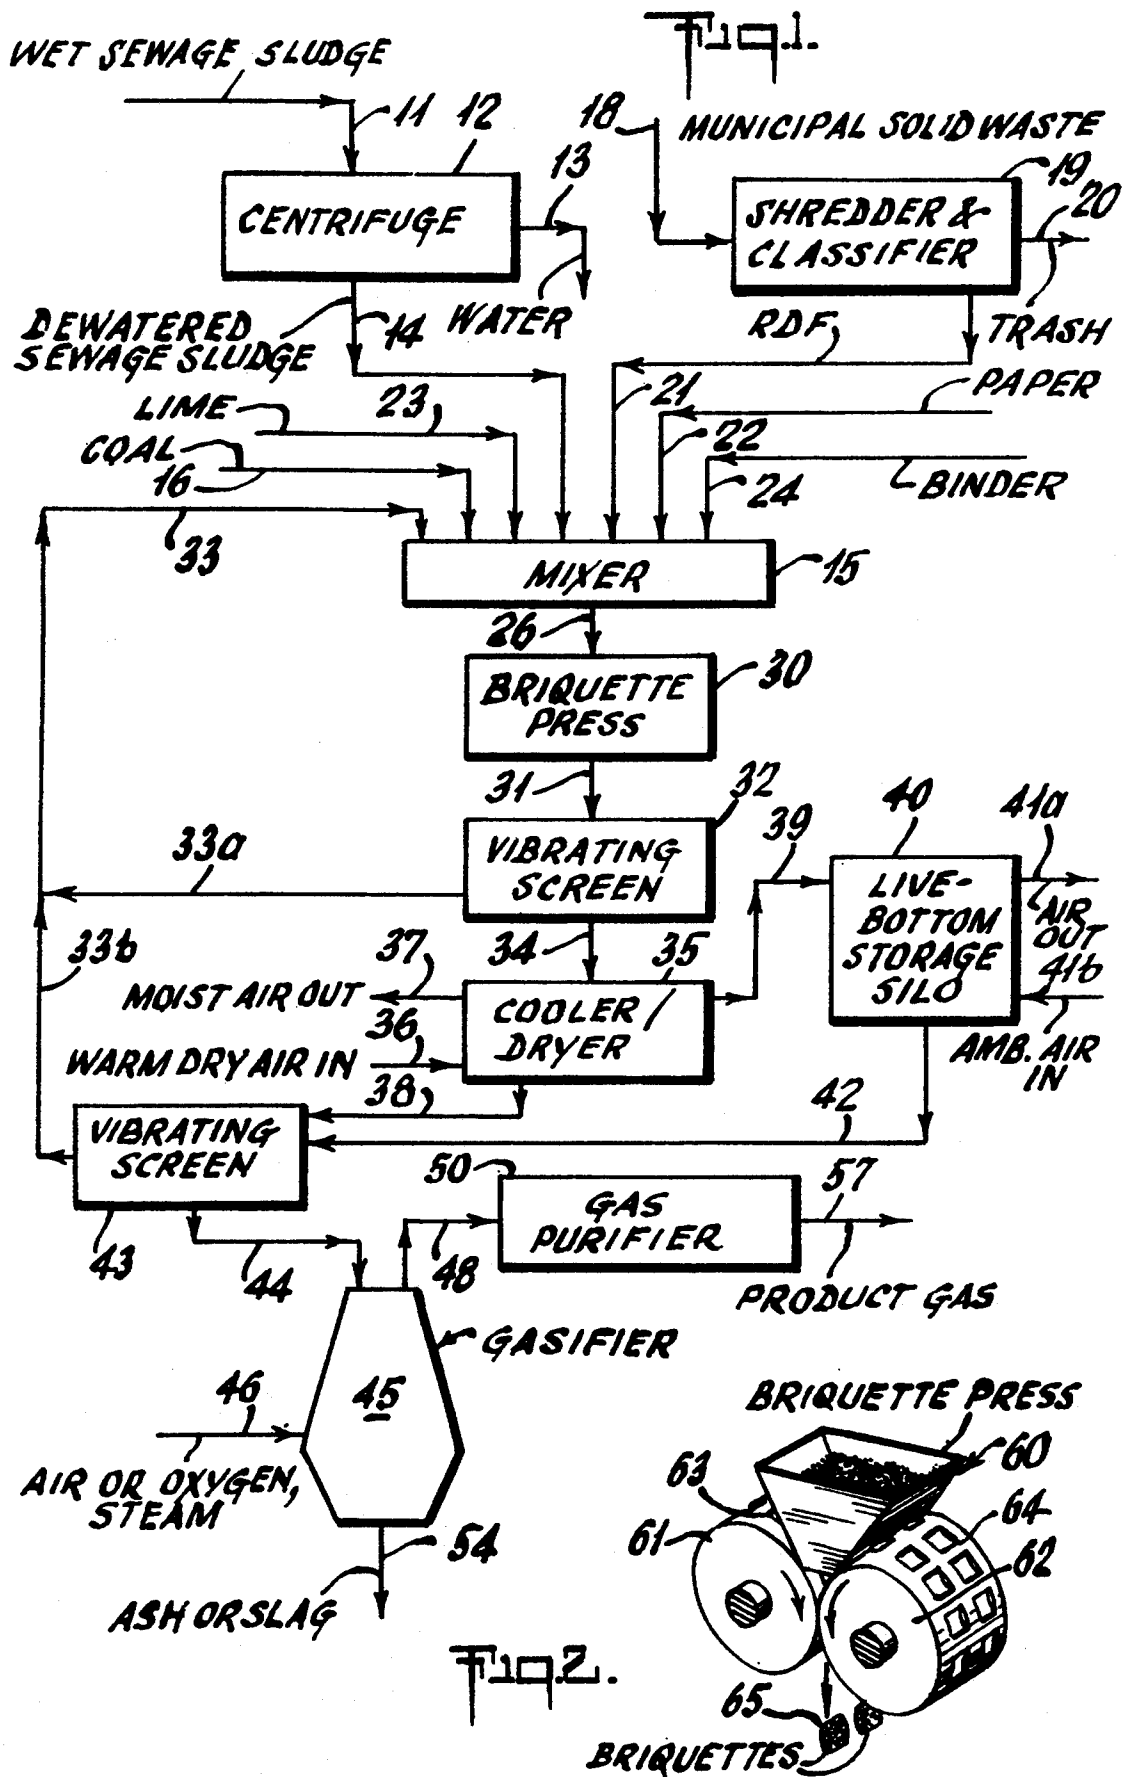 Fig.1.
WET SEWAGE SLUDGE
11
12
13
18
MUNICIPAL SOLID WASTE
19
20
CENTRIFUGE
SHREDDER &
CLASSIFIER
DEWATERED
SEWAGE SLUDGE
14
WATER
RDF
TRASH
LIME
23
21
PAPER
COAL
16
22
24
BINDER
33
MIXER
15
26
BRIQUETTE
PRESS
30
31
32
33a
VIBRATING
SCREEN
39
40
41a
LIVE-
BOTTOM
STORAGE
SILO
AIR
OUT
41b
AMB. AIR
IN
33b
34
35
37
MOIST AIR OUT
36
WARM DRY AIR IN
COOLER/
DRYER
38
42
VIBRATING
SCREEN
43
44
50
GAS
PURIFIER
57
48
PRODUCT GAS
GASIFIER
45
46
AIR OR OXYGEN,
STEAM
54
ASH OR SLAG
BRIQUETTE PRESS
60
63
61
64
62
65
BRIQUETTES
Fig.2.